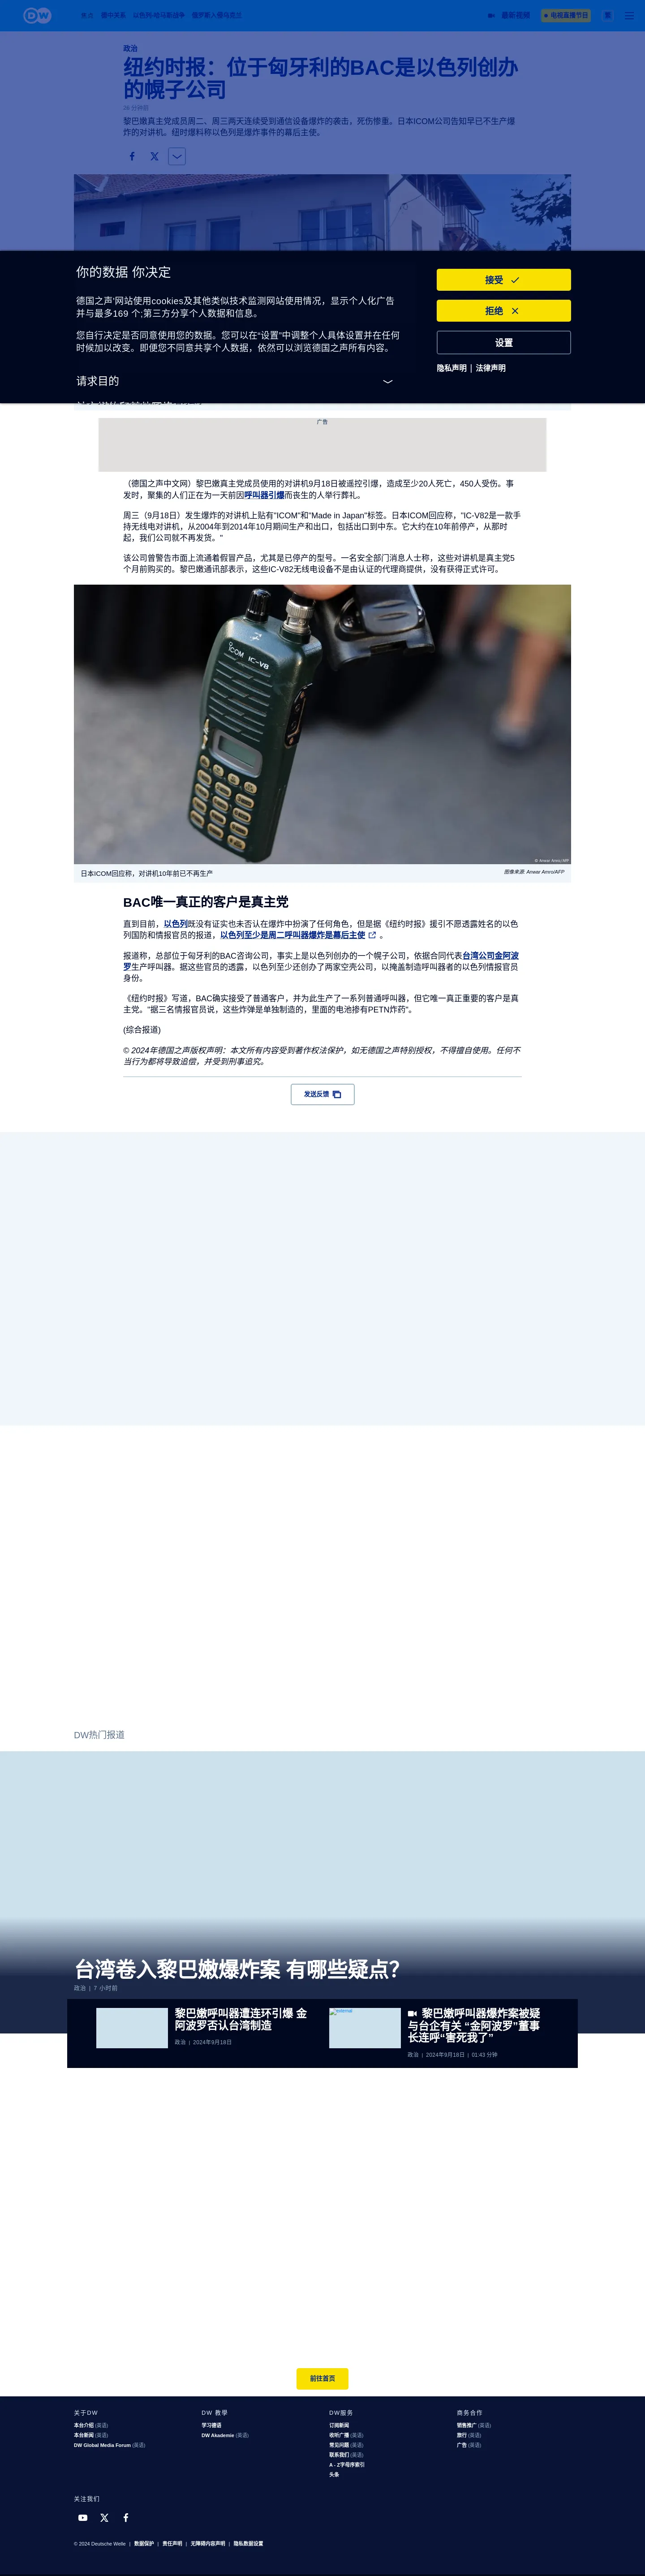 DW
焦点 德中关系 以色列-哈马斯战争 俄罗斯入侵乌克兰
最新视频
电视直播节目
繁
政治
纽约时报：位于匈牙利的BAC是以色列创办
的幌子公司
26 分钟前
黎巴嫩真主党成员周二、周三两天连续受到通信设备爆炸的袭击，死伤惨重。日本ICOM公司告知早已不生产爆
炸的对讲机。纽时爆料称以色列是爆炸事件的幕后主使。
你的数据 你决定
德国之声'网站使用cookies及其他类似技术监测网站使用情况，显示个人化广告
并与最多169 个;第三方分享个人数据和信息。
您自行决定是否同意使用您的数据。您可以在“设置”中调整个人具体设置并在任何
时候加以改变。即便您不同意共享个人数据，依然可以浏览德国之声所有内容。
请求目的
接受
拒绝
设置
隐私声明 | 法律声明
广告
（德国之声中文网）黎巴嫩真主党成员使用的对讲机9月18日被遥控引爆，造成至少20人死亡，450人受伤。事
发时，聚集的人们正在为一天前因呼叫器引爆而丧生的人举行葬礼。
周三（9月18日）发生爆炸的对讲机上贴有"ICOM"和"Made in Japan"标签。日本ICOM回应称，"IC-V82是一款手
持无线电对讲机，从2004年到2014年10月期间生产和出口，包括出口到中东。它大约在10年前停产，从那时
起，我们公司就不再发货。"
该公司曾警告市面上流通着假冒产品，尤其是已停产的型号。一名安全部门消息人士称，这些对讲机是真主党5
个月前购买的。黎巴嫩通讯部表示，这些IC-V82无线电设备不是由认证的代理商提供，没有获得正式许可。
ICOM IC-V8
© Anwar Amro/AFP
日本ICOM回应称，对讲机10年前已不再生产
图像来源: Anwar Amro/AFP
BAC唯一真正的客户是真主党
直到目前，以色列既没有证实也未否认在爆炸中扮演了任何角色，但是据《纽约时报》援引不愿透露姓名的以色
列国防和情报官员的报道，以色列至少是周二呼叫器爆炸是幕后主使 。
报道称，总部位于匈牙利的BAC咨询公司，事实上是以色列创办的一个幌子公司，依据合同代表台湾公司金阿波
罗生产呼叫器。据这些官员的透露，以色列至少还创办了两家空壳公司，以掩盖制造呼叫器者的以色列情报官员
身份。
《纽约时报》写道，BAC确实接受了普通客户，并为此生产了一系列普通呼叫器，但它唯一真正重要的客户是真
主党。"据三名情报官员说，这些炸弹是单独制造的，里面的电池掺有PETN炸药"。
(综合报道)
© 2024年德国之声版权声明：本文所有内容受到著作权法保护，如无德国之声特别授权，不得擅自使用。任何不
当行为都将导致追偿，并受到刑事追究。
发送反馈
DW热门报道
台湾卷入黎巴嫩爆炸案 有哪些疑点？
政治 | 7 小时前
黎巴嫩呼叫器遭连环引爆 金
阿波罗否认台湾制造
政治 | 2024年9月18日
external
黎巴嫩呼叫器爆炸案被疑
与台企有关 “金阿波罗”董事
长连呼“害死我了”
政治 | 2024年9月18日 | 01:43 分钟
前往首页
关于DW
本台介绍 (英语)
本台新闻 (英语)
DW Global Media Forum (英语)
DW 教學
学习德语
DW Akademie (英语)
DW服务
订阅新闻
收听广播 (英语)
常见问题 (英语)
联系我们 (英语)
A - Z字母序索引
头条
商务合作
销售推广 (英语)
旅行 (英语)
广告 (英语)
关注我们
© 2024 Deutsche Welle | 数据保护 | 责任声明 | 无障碍内容声明 | 隐私数据设置